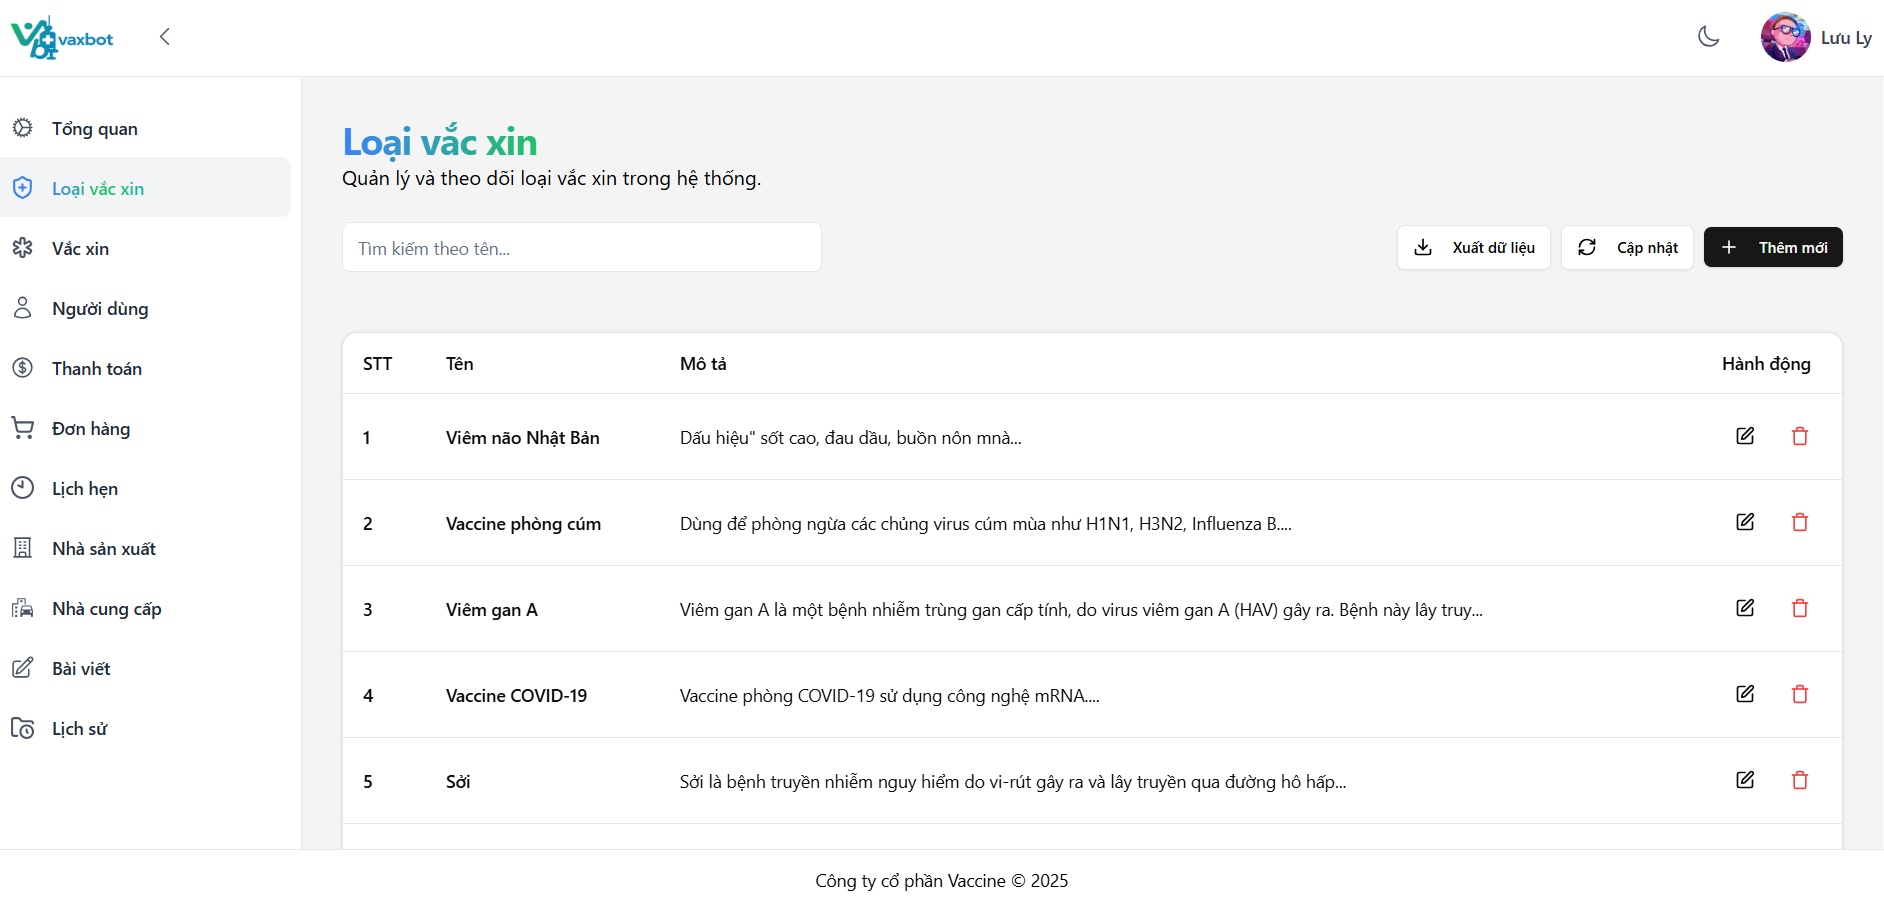 vaxbot
Lưu Ly
Tổng quan
Loại vắc xin
Vắc xin
Người dùng
Thanh toán
Đơn hàng
Lịch hẹn
Nhà sản xuất
Nhà cung cấp
Bài viết
Lịch sử
Loại vắc xin
Quản lý và theo dõi loại vắc xin trong hệ thống.
Tìm kiếm theo tên...
Xuất dữ liệu
Cập nhật
Thêm mới
STT Tên Mô tả Hành động
1 Viêm não Nhật Bản Dấu hiệu" sốt cao, đau dầu, buồn nôn mnà...
2 Vaccine phòng cúm Dùng để phòng ngừa các chủng virus cúm mùa như H1N1, H3N2, Influenza B....
3 Viêm gan A Viêm gan A là một bệnh nhiễm trùng gan cấp tính, do virus viêm gan A (HAV) gây ra. Bệnh này lây truy...
4 Vaccine COVID-19 Vaccine phòng COVID-19 sử dụng công nghệ mRNA....
5 Sởi Sởi là bệnh truyền nhiễm nguy hiểm do vi-rút gây ra và lây truyền qua đường hô hấp...
Công ty cổ phần Vaccine © 2025